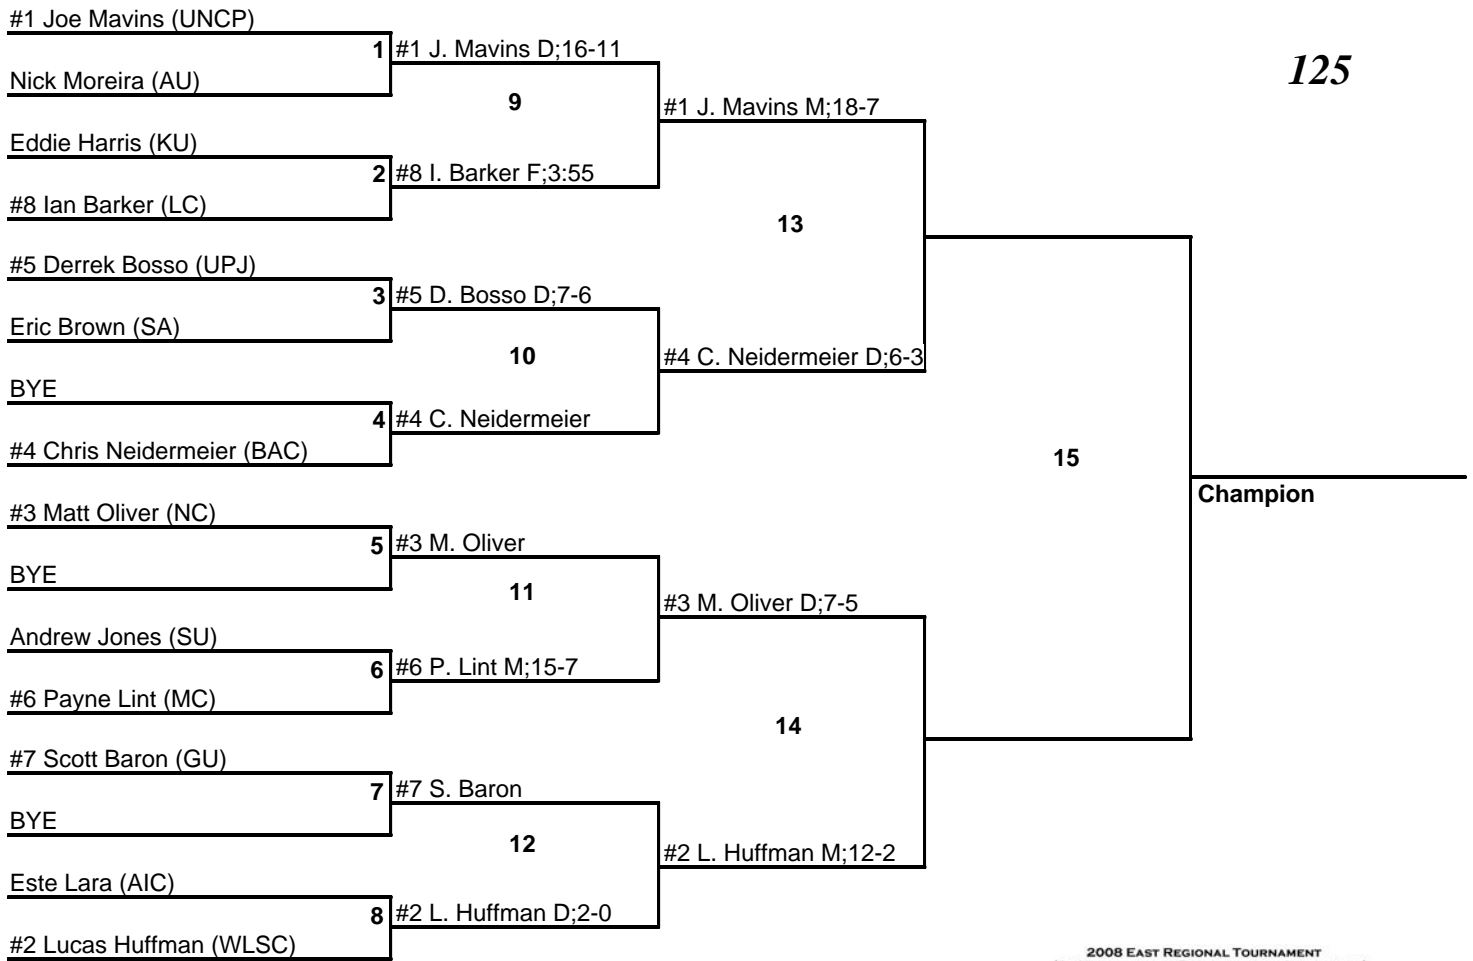 #1 Joe Mavins (UNCP)
1
#1 J. Mavins D;16-11
125
Nick Moreira (AU)
9
#1 J. Mavins M;18-7
Eddie Harris (KU)
2
#8 I. Barker F;3:55
#8 Ian Barker (LC)
13
#5 Derrek Bosso (UPJ)
3
#5 D. Bosso D;7-6
Eric Brown (SA)
10
#4 C. Neidermeier D;6-3
BYE
4
#4 C. Neidermeier
#4 Chris Neidermeier (BAC)
15
Champion
#3 Matt Oliver (NC)
5
#3 M. Oliver
BYE
11
#3 M. Oliver D;7-5
Andrew Jones (SU)
6
#6 P. Lint M;15-7
#6 Payne Lint (MC)
14
#7 Scott Baron (GU)
7
#7 S. Baron
BYE
12
#2 L. Huffman M;12-2
Este Lara (AIC)
8
#2 L. Huffman D;2-0
#2 Lucas Huffman (WLSC)
2008 EAST REGIONAL TOURNAMENT